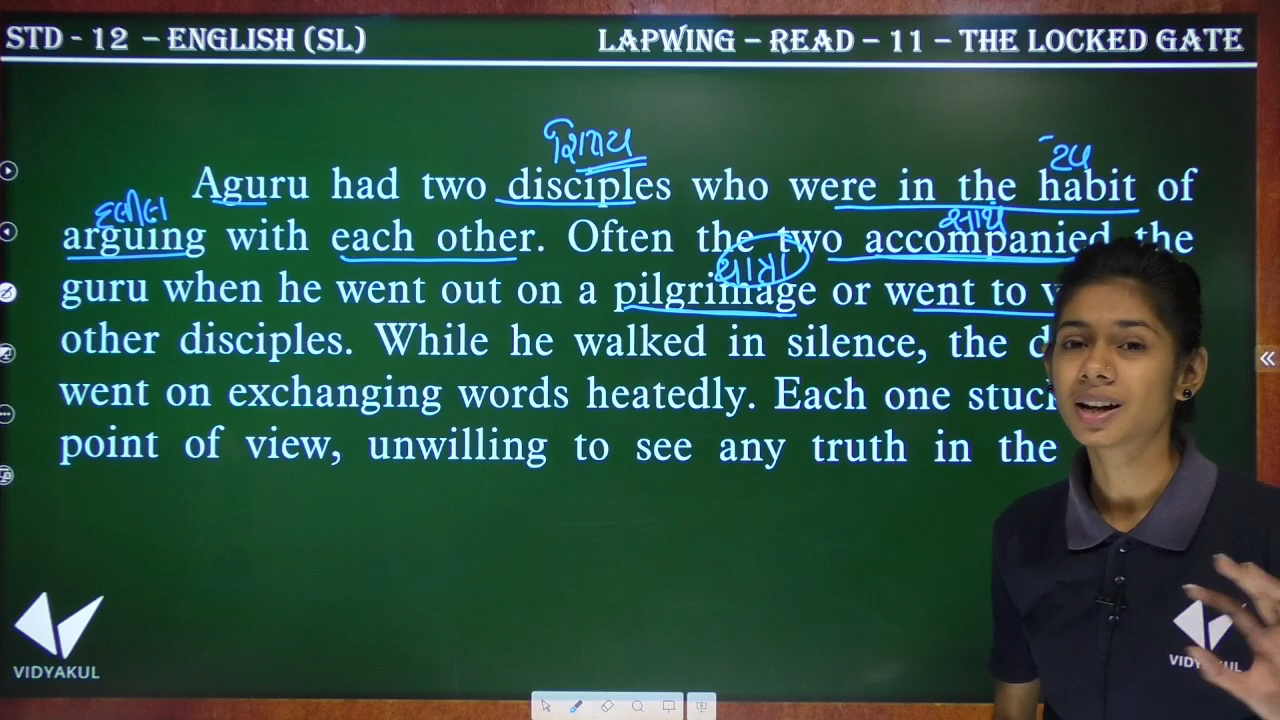 STD - 12 – ENGLISH (SL)
LAPWING – READ – 11 – THE LOCKED GATE
શિષ્ય
ટેવ
Aguru had two disciples who were in the habit of
દલીલ
સાથે
arguing with each other. Often the two accompanied the
યાત્રા
guru when he went out on a pilgrimage or went to
other disciples. While he walked in silence, the
went on exchanging words heatedly. Each one
point of view, unwilling to see any truth in the
VIDYAKUL